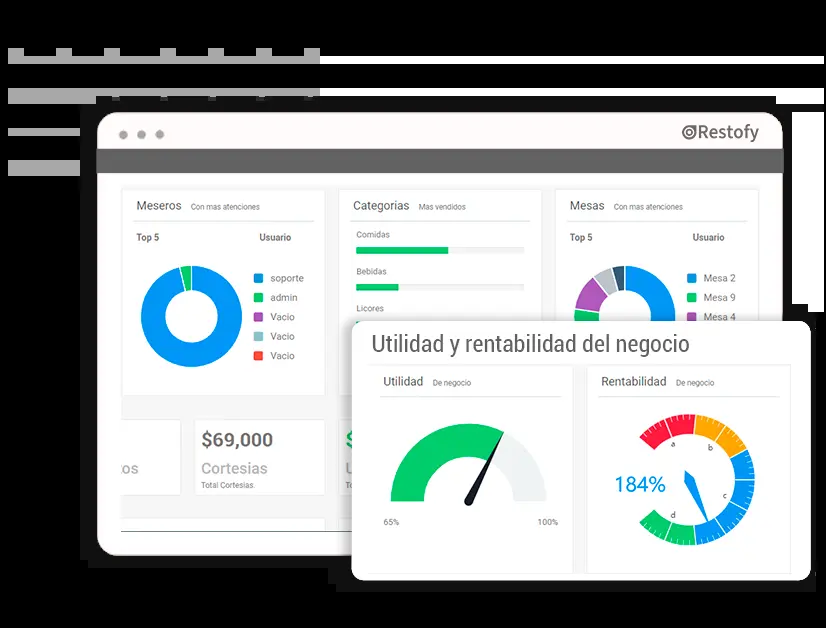 Restofy
Meseros Con mas atenciones
Top 5 Usuario
soporte
admin
Vacio
Vacio
Vacio
Categorias Mas vendidos
Comidas
Bebidas
Licores
Mesas Con mas atenciones
Top 5 Usuario
Mesa 2
Mesa 9
Mesa 4
os
$69,000
Cortesias
Total Cortesias.
$
Utilidad y rentabilidad del negocio
Utilidad De negocio
65% 100%
Rentabilidad De negocio
184%
a
b
c
d